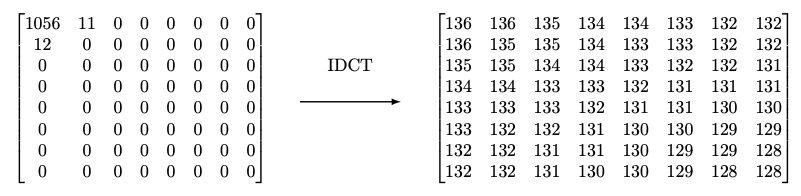 1056 11 0 0 0 0 0 0 136 136 135 134 134 133 132 132
12 0 0 0 0 0 0 0 136 135 135 134 133 133 132 132
0 0 0 0 0 0 0 0 IDCT 135 135 134 134 133 132 132 131
0 0 0 0 0 0 0 0 134 134 133 133 132 131 131 131
0 0 0 0 0 0 0 0 133 133 133 132 131 131 130 130
0 0 0 0 0 0 0 0 133 132 132 131 130 130 129 129
0 0 0 0 0 0 0 0 132 132 131 131 130 129 129 128
0 0 0 0 0 0 0 0 132 132 131 130 130 129 128 128